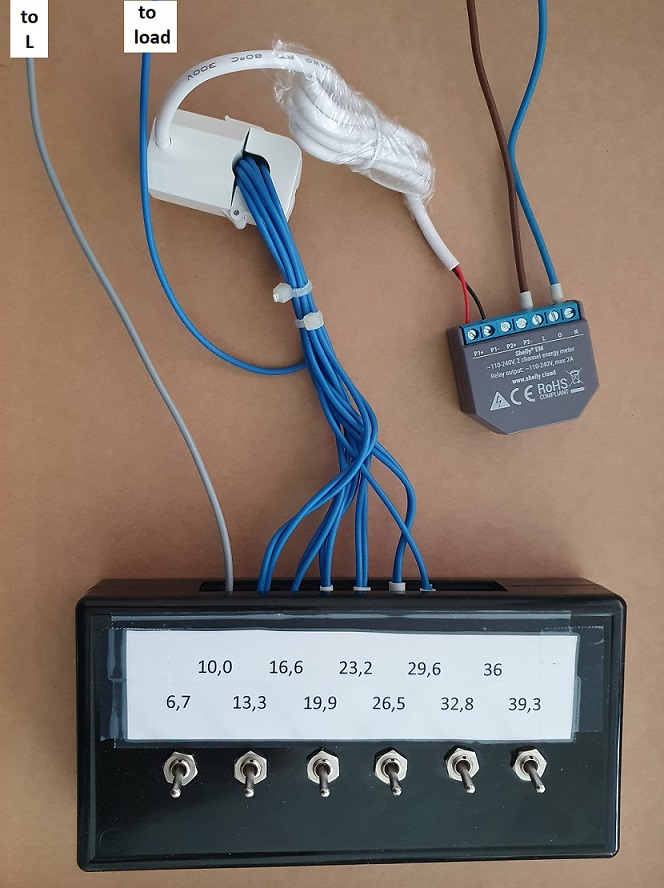 to
L
to
load
AWG 80°C 300V
P1+ P1- P2+ P2- L O N
Shelly® EM
~110-240V, 2 channel energy meter
Relay output: ~110-240V, max 2A
www.shelly.cloud
CE RoHS
COMPLIANT
10,0 16,6 23,2 29,6 36
6,7 13,3 19,9 26,5 32,8 39,3